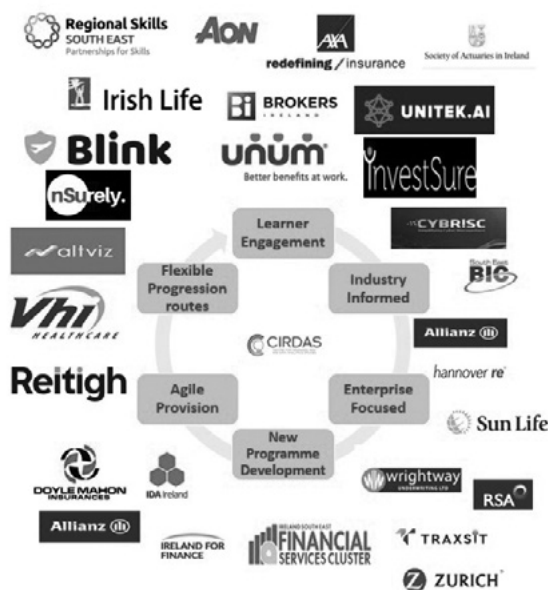 Regional Skills
SOUTH EAST
Partnerships for Skills
AON
AXA
redefining / insurance
Society of Actuaries in Ireland
Irish Life
Bi BROKERS
IRELAND
UNITEK.AI
Blink
unum
Better benefits at work.
InvestSure
nSurely.
Learner
Engagement
CYBRISC
altviz
Flexible
Progression
routes
Industry
Informed
South East
BIC
Vhi
HEALTHCARE
CIRDAS
Allianz
hannover re
Reitigh
Agile
Provision
Enterprise
Focused
Sun Life
New
Programme
Development
DOYLE MAHON
INSURANCES
IDA Ireland
wrightway
UNDERWRITING LTD
RSA
Allianz
IRELAND FOR
FINANCE
IRELAND SOUTH EAST
FINANCIAL
SERVICES CLUSTER
TRAXSIT
ZURICH